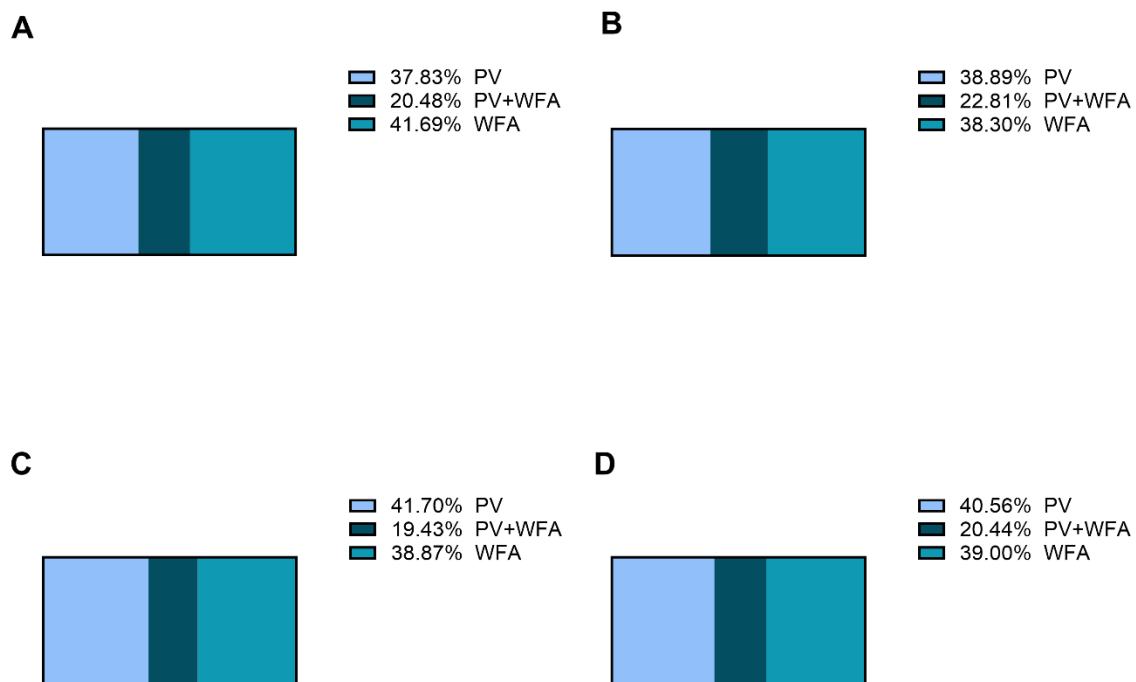 A
37.83% PV
20.48% PV+WFA
41.69% WFA
B
38.89% PV
22.81% PV+WFA
38.30% WFA
C
41.70% PV
19.43% PV+WFA
38.87% WFA
D
40.56% PV
20.44% PV+WFA
39.00% WFA